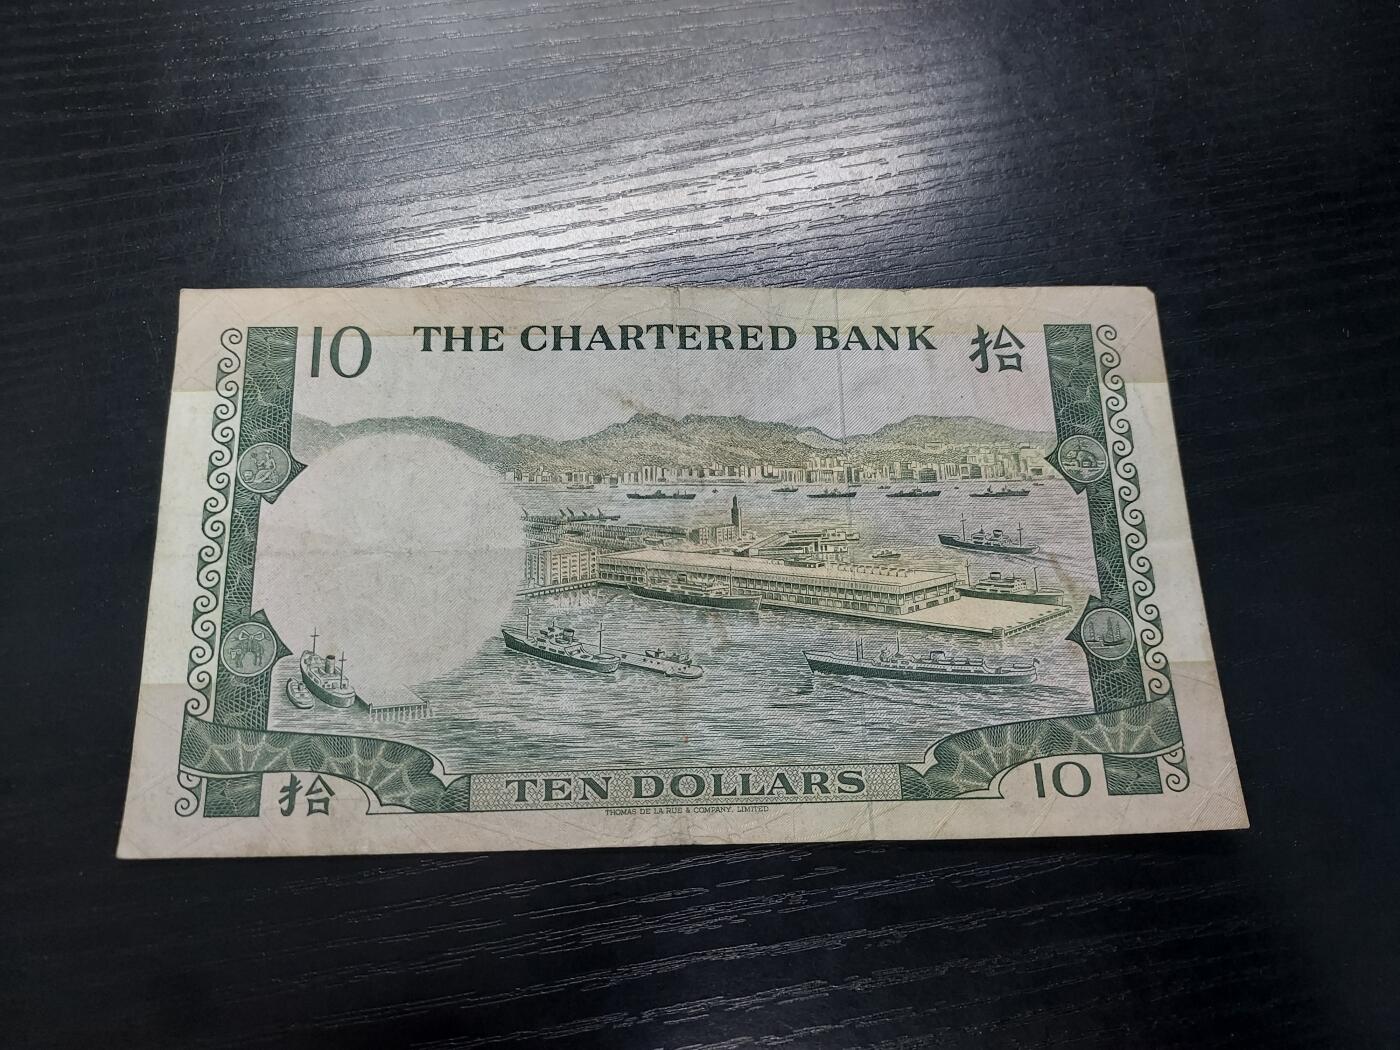 10 THE CHARTERED BANK 拾
拾 TEN DOLLARS 10
THOMAS DE LA RUE & COMPANY, LIMITED